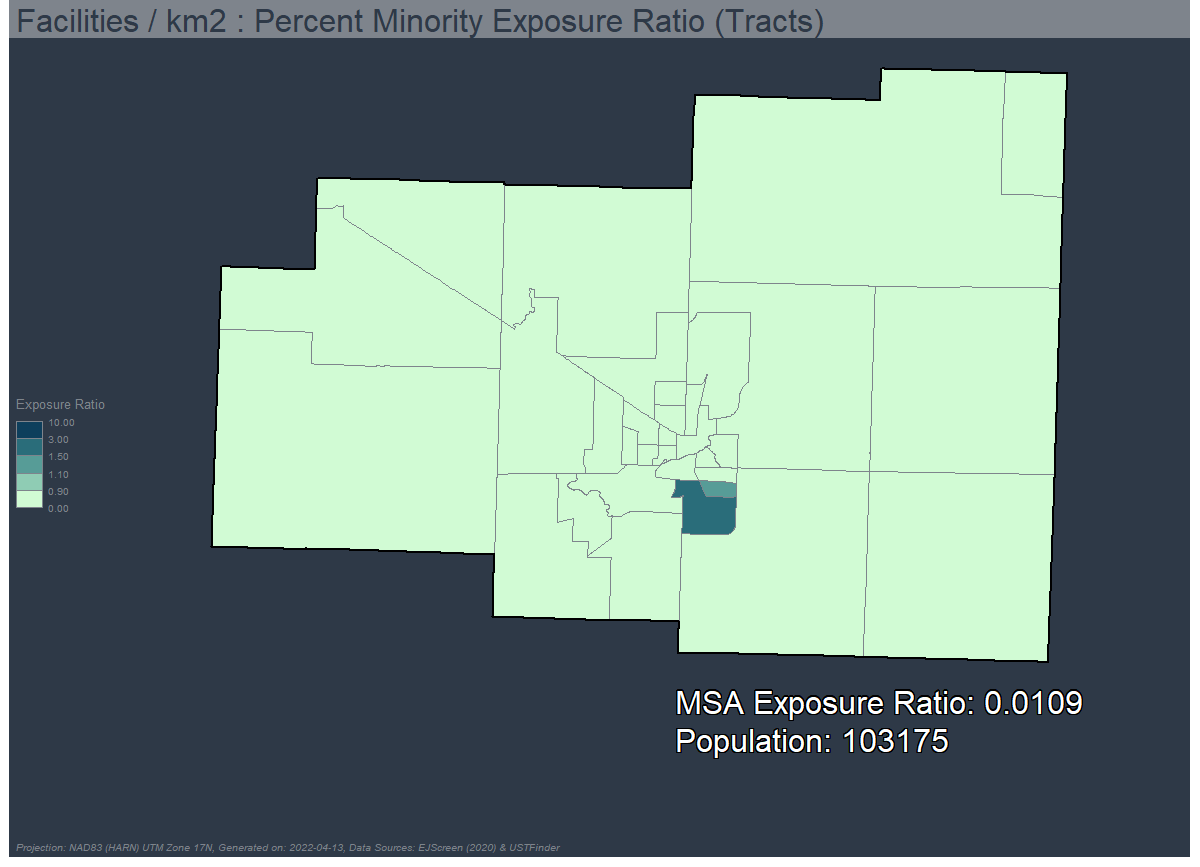 Facilities / km2 : Percent Minority Exposure Ratio (Tracts)
Exposure Ratio
10.00
3.00
1.50
1.10
0.90
0.00
MSA Exposure Ratio: 0.0109
Population: 103175
Projection: NAD83 (HARN) UTM Zone 17N, Generated on: 2022-04-13, Data Sources: EJScreen (2020) & USTFinder